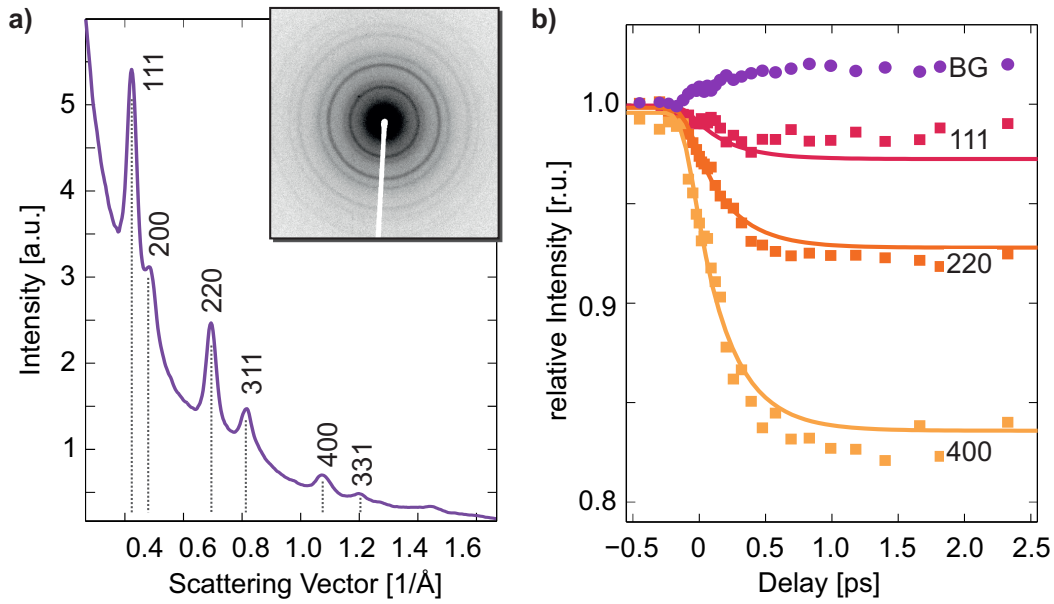 a)
Intensity [a.u.]
5
4
3
2
1
111
200
220
311
400
331
0.4 0.6 0.8 1.0 1.2 1.4 1.6
Scattering Vector [1/Å]
b)
relative Intensity [r.u.]
1.0
0.9
0.8
BG
111
220
400
−0.5 0 0.5 1.0 1.5 2.0 2.5
Delay [ps]